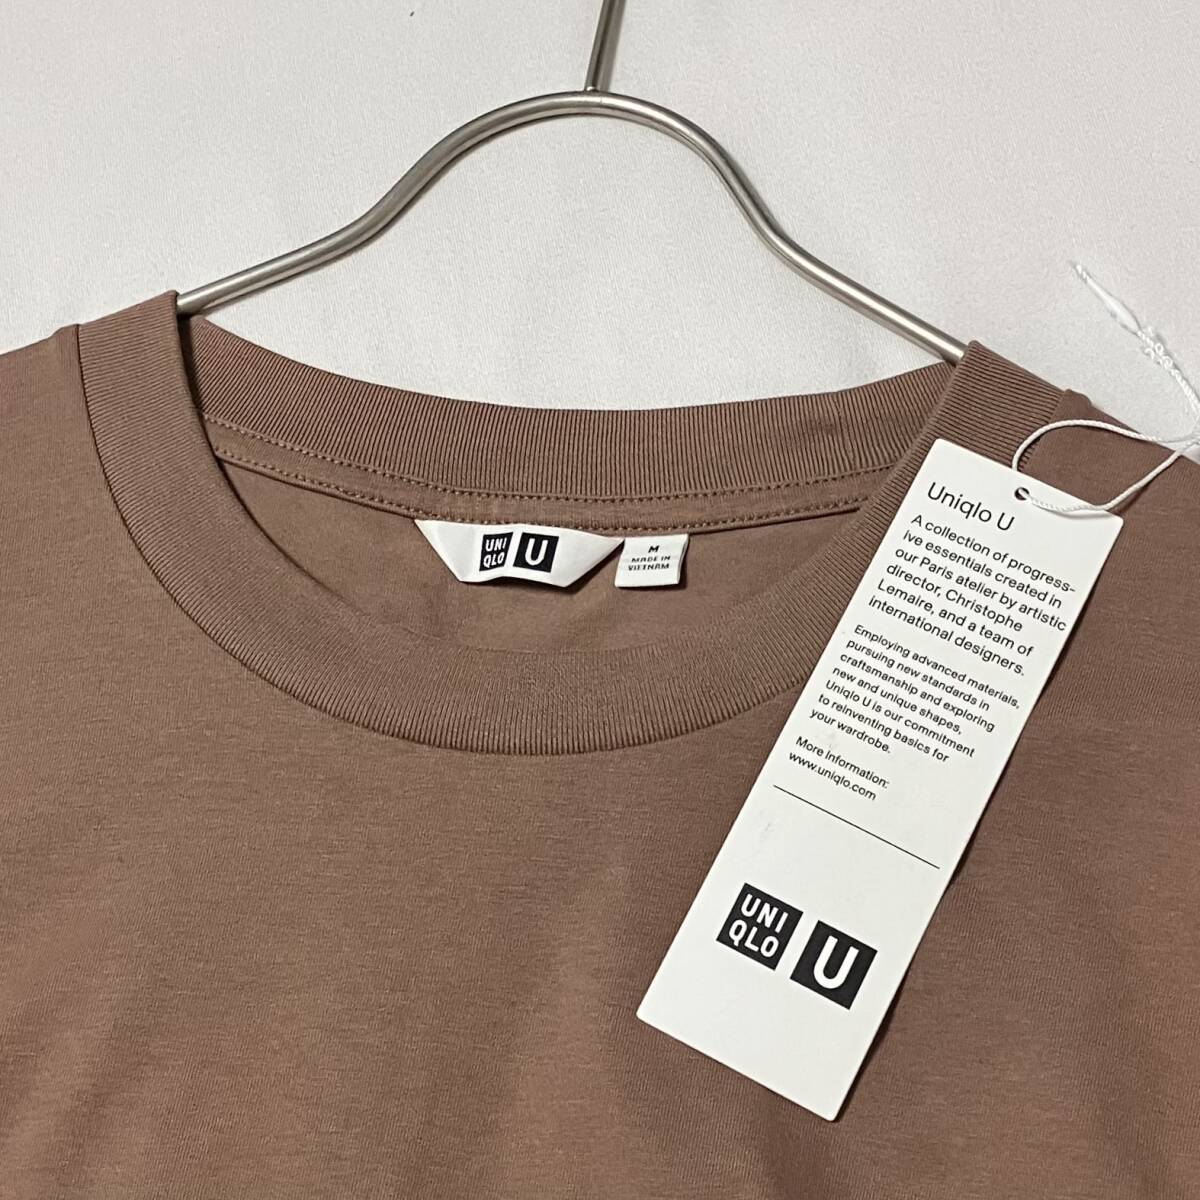 UNI
QLO
U
M
MADE IN
VIETNAM
Uniqlo U
A collection of progress-
ive essentials created in
our Paris atelier by artistic
director, Christophe
Lemaire, and a team of
international designers.
Employing advanced materials,
pursuing new standards in
craftsmanship and exploring
new and unique shapes,
Uniqlo U is our commitment
to reinventing basics for
your wardrobe.
More Information:
www.uniqlo.com
UNI
QLO
U